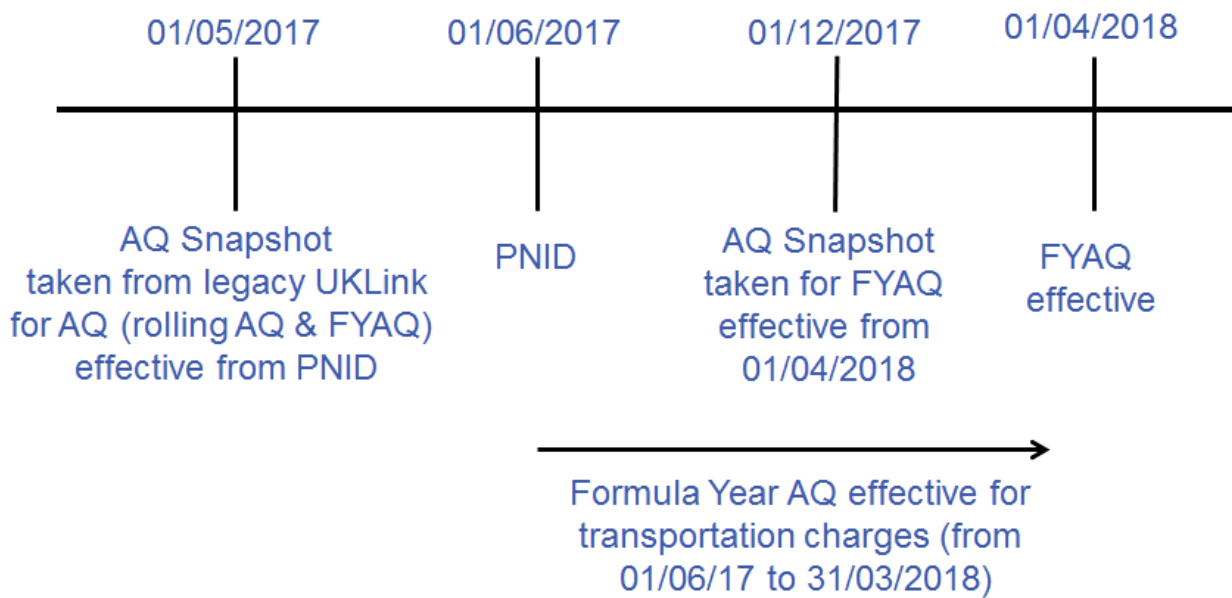 01/05/2017
01/06/2017
01/12/2017
01/04/2018
AQ Snapshot
taken from legacy UKLink
for AQ (rolling AQ & FYAQ)
effective from PNID
PNID
AQ Snapshot
taken for FYAQ
effective from
01/04/2018
FYAQ
effective
Formula Year AQ effective for
transportation charges (from
01/06/17 to 31/03/2018)